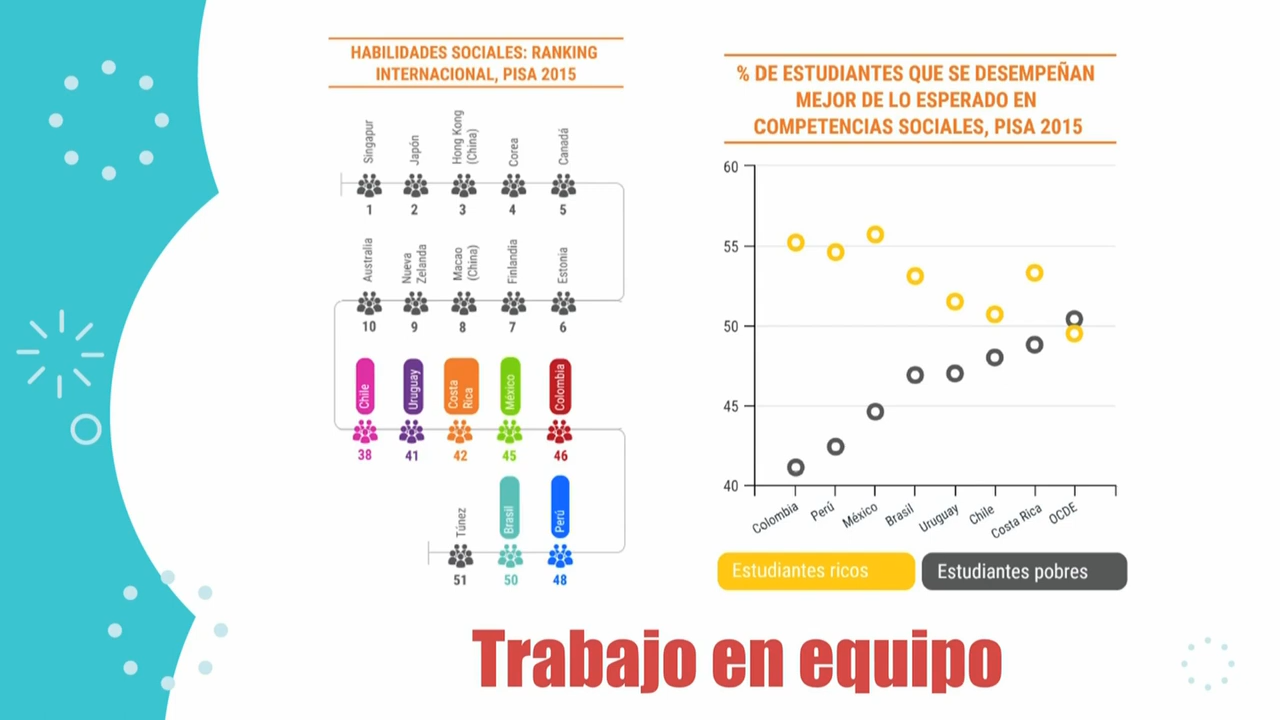 HABILIDADES SOCIALES: RANKING
INTERNACIONAL, PISA 2015
Singapur
Japón
Hong Kong
(China)
Corea
Canadá
1
2
3
4
5
Australia
Nueva
Zelanda
Macao
(China)
Finlandia
Estonia
10
9
8
7
6
Chile
Uruguay
Costa
Rica
México
Colombia
38
41
42
45
46
Túnez
Brasil
Perú
51
50
48
% DE ESTUDIANTES QUE SE DESEMPEÑAN
MEJOR DE LO ESPERADO EN
COMPETENCIAS SOCIALES, PISA 2015
60
55
50
45
40
Colombia
Perú
México
Brasil
Uruguay
Chile
Costa Rica
OCDE
Estudiantes ricos
Estudiantes pobres
Trabajo en equipo